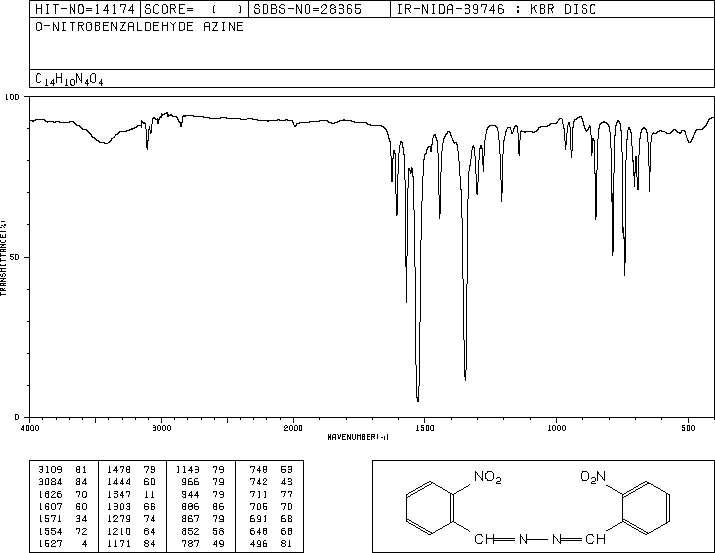 HIT-NO=14174 SCORE= ( ) SDBS-NO=28365 IR-NIDA-39746 : KBR DISC
O-NITROBENZALDEHYDE AZINE
C14H10N4O4
100
50
0
TRANSMITTANCE(%)
4000 3000 2000 1500 1000 500
WAVENUMBER(-1)
3109 81 1478 79 1143 79 748 53
3084 84 1444 60 966 79 742 43
1626 70 1347 11 944 79 711 77
1607 60 1303 66 886 86 706 70
1571 34 1279 74 867 79 691 68
1554 72 1210 64 852 58 648 68
1527 4 1171 84 787 49 496 81
NO2 O2N
CH=N—N=CH